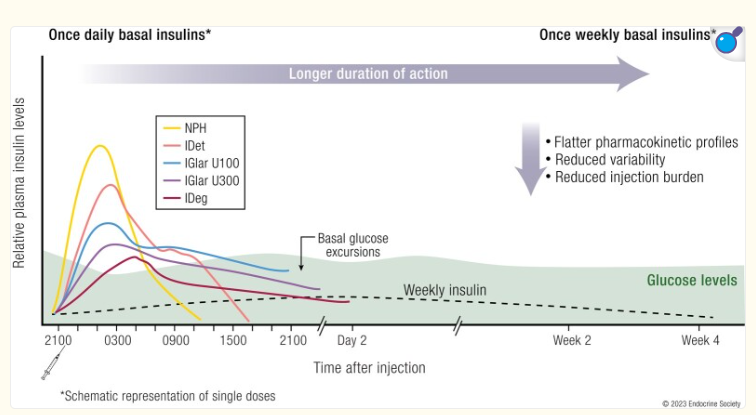 Once daily basal insulins*
Once weekly basal insulins*
Longer duration of action
Relative plasma insulin levels
NPH
IDet
IGlar U100
IGlar U300
IDeg
• Flatter pharmacokinetic profiles
• Reduced variability
• Reduced injection burden
Basal glucose
excursions
Weekly insulin
Glucose levels
2100 0300 0900 1500 2100 Day 2 Week 2 Week 4
Time after injection
*Schematic representation of single doses
© 2023 Endocrine Society